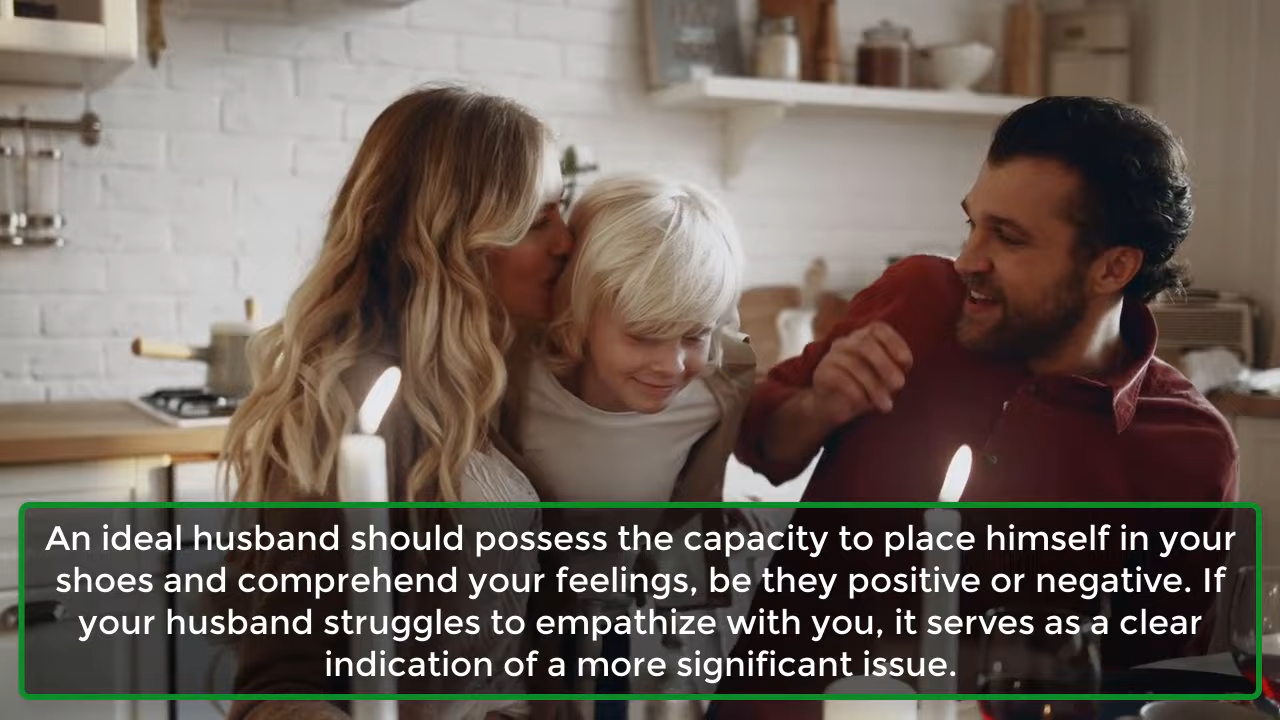 An ideal husband should possess the capacity to place himself in your
shoes and comprehend your feelings, be they positive or negative. If
your husband struggles to empathize with you, it serves as a clear
indication of a more significant issue.